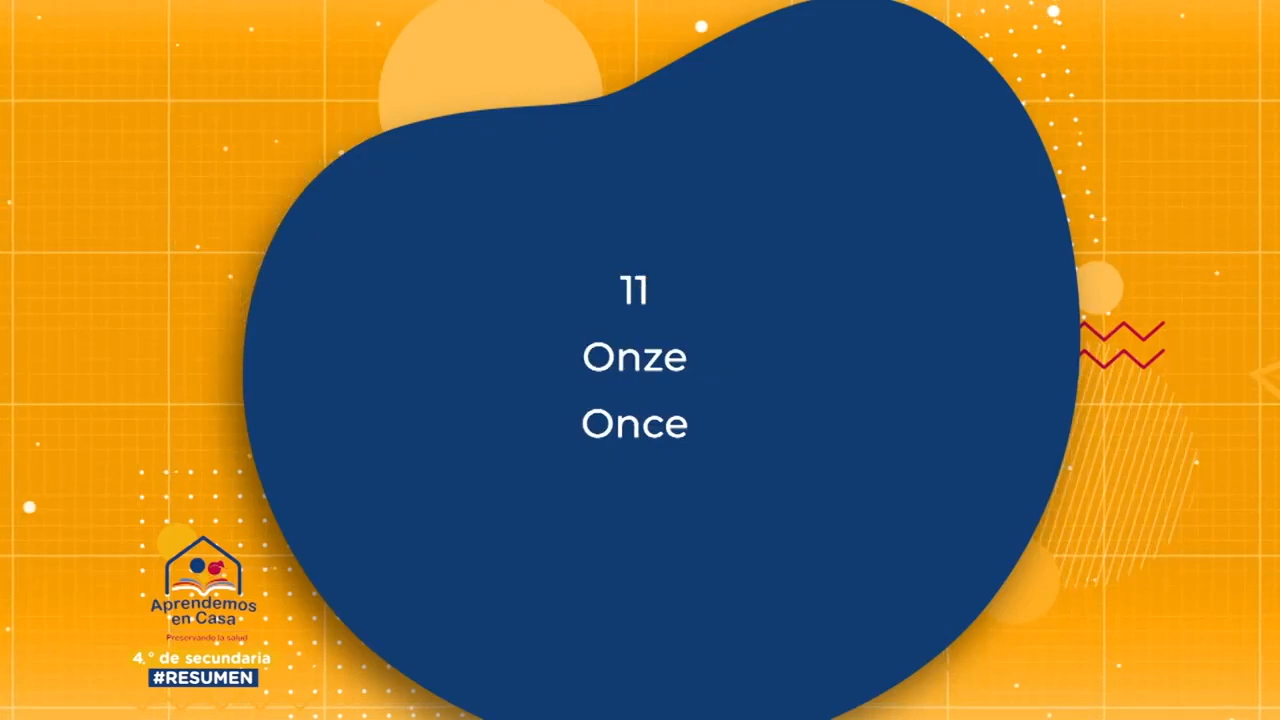 11
Onze
Once
Aprendemos
en Casa
Preservando la salud
4.° de secundaria
#RESUMEN